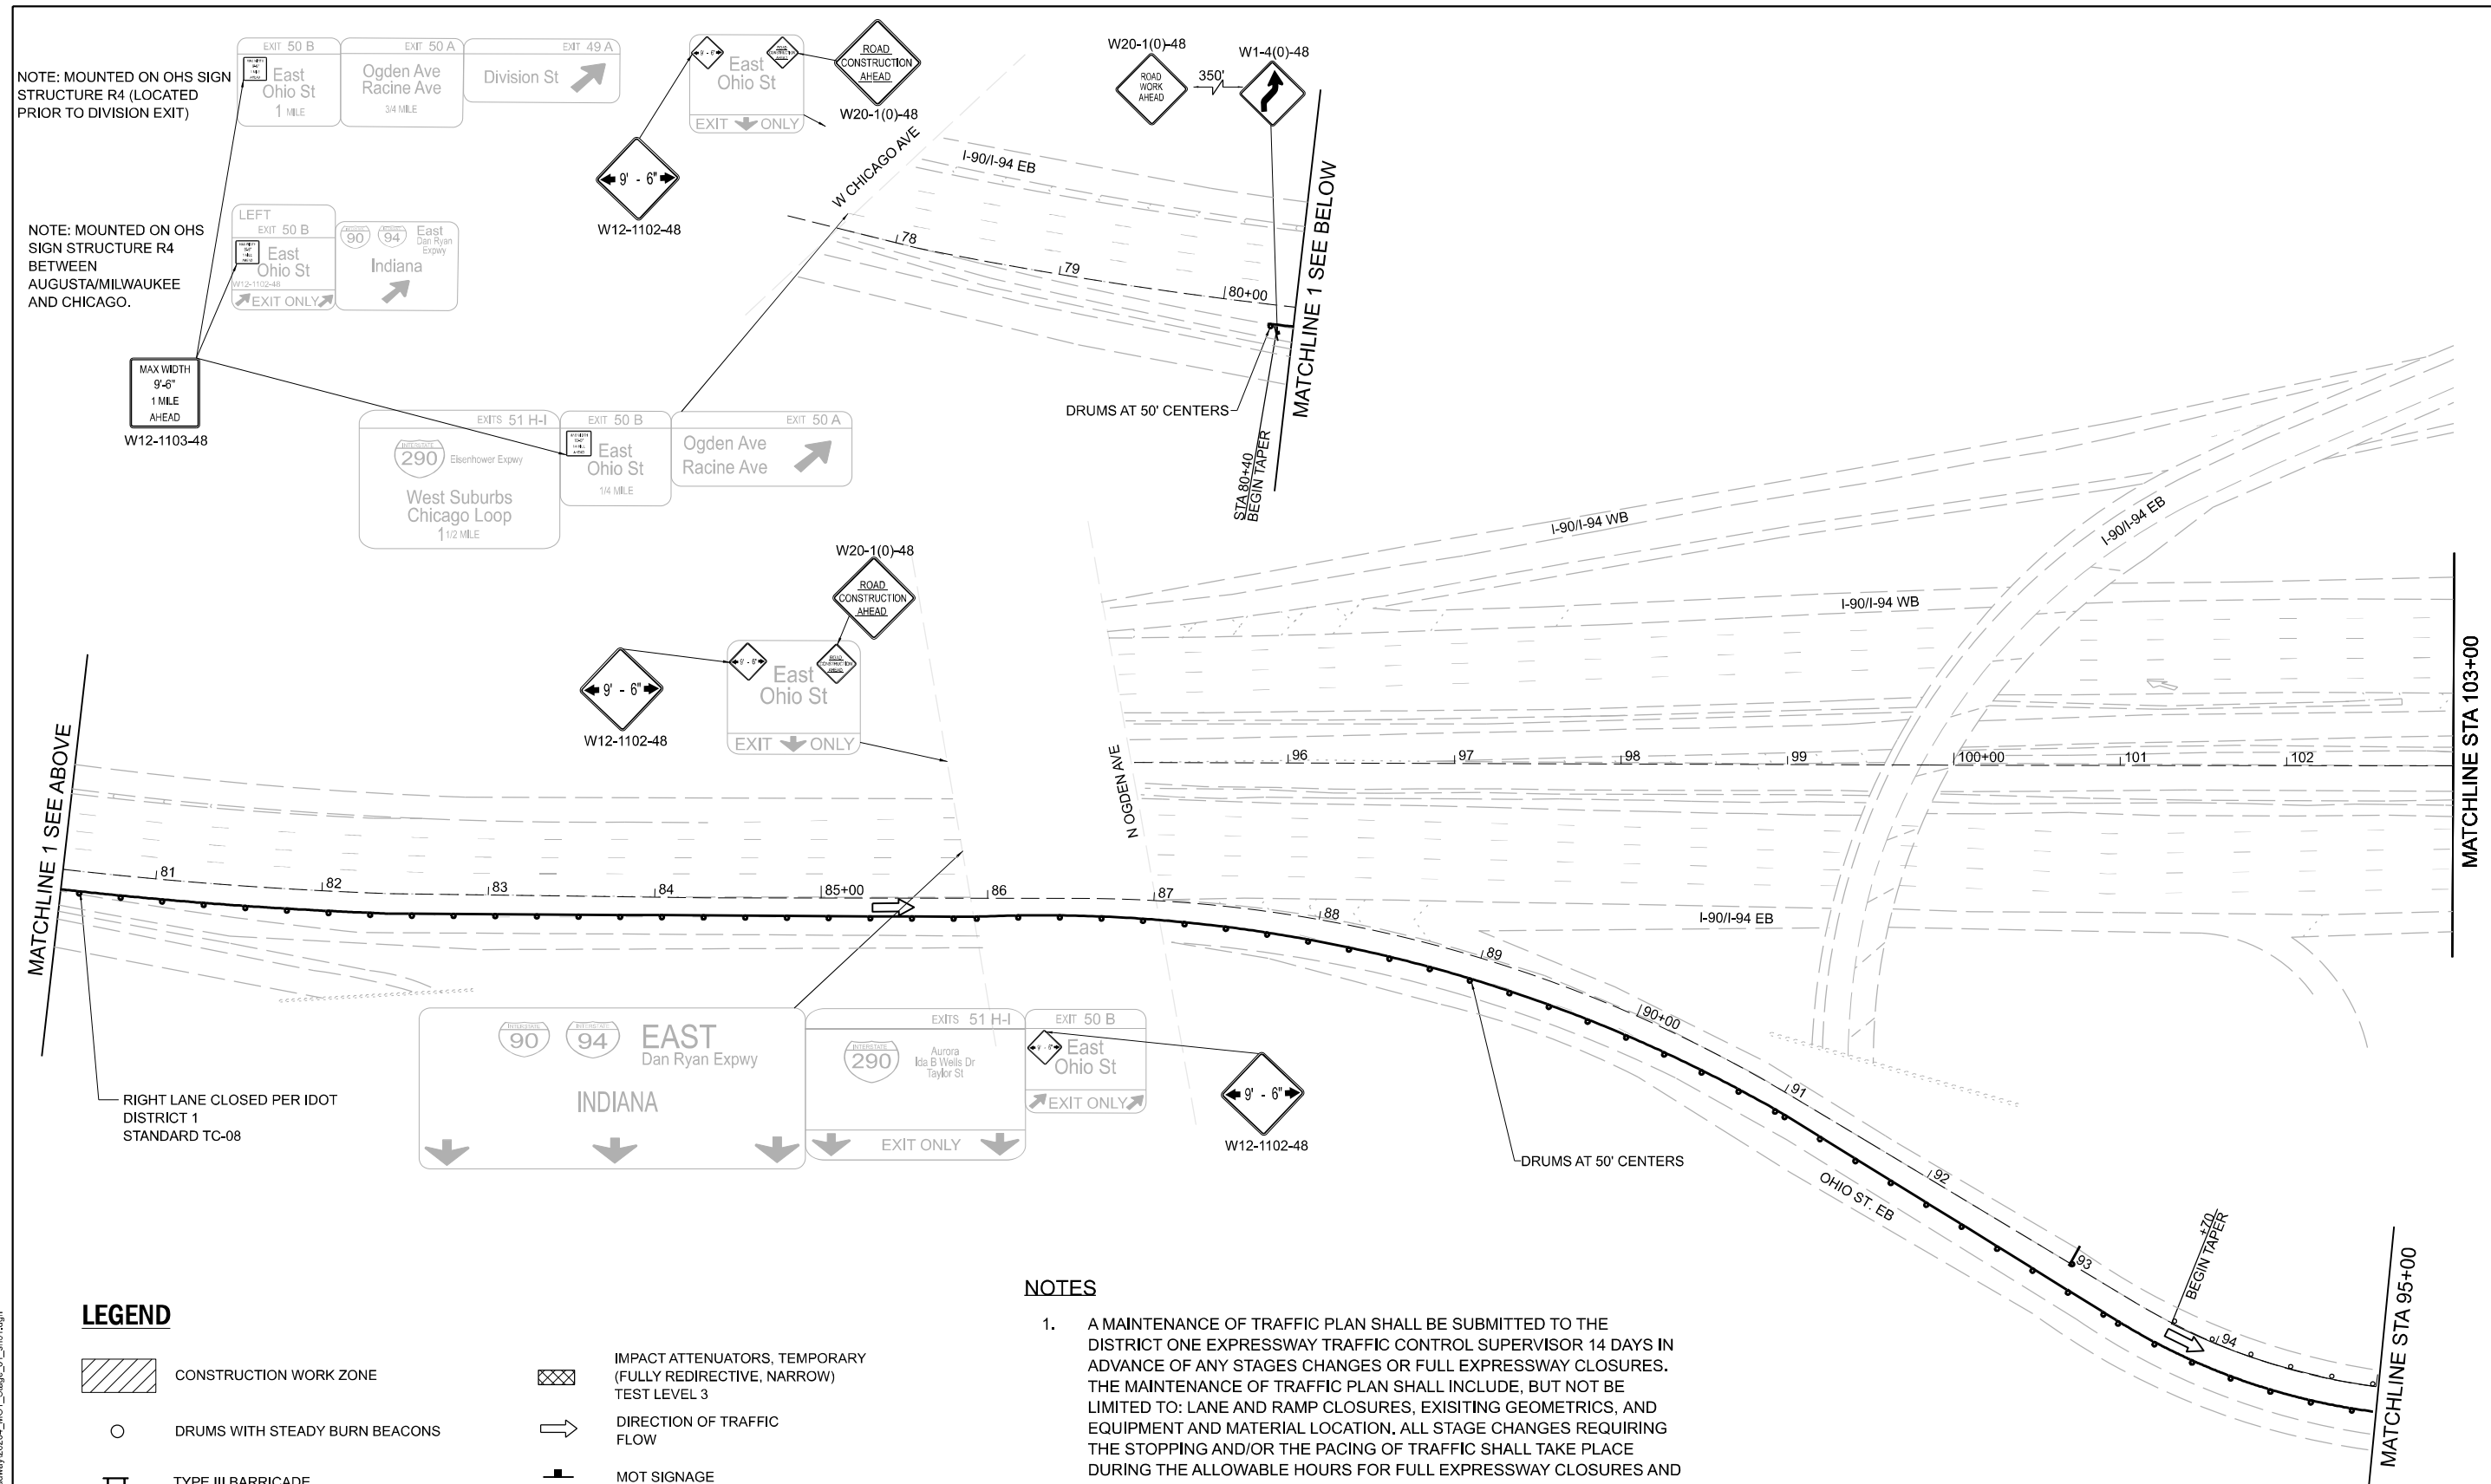 NOTE: MOUNTED ON OHS SIGN
STRUCTURE R4 (LOCATED
PRIOR TO DIVISION EXIT)
EXIT 50 B
East
Ohio St
1 MILE
EXIT 50 A
Ogden Ave
Racine Ave
3/4 MILE
EXIT 49 A
Division St
9' - 6"
East
Ohio St
EXIT ONLY
ROAD
CONSTRUCTION
AHEAD
W20-1(0)-48
9' - 6"
W12-1102-48
W20-1(0)-48
ROAD
WORK
AHEAD
350'
W1-4(0)-48
W CHICAGO AVE
I-90/I-94 EB
78
79
80+00
MATCHLINE 1 SEE BELOW
DRUMS AT 50' CENTERS
STA 80+40
BEGIN TAPER
NOTE: MOUNTED ON OHS
SIGN STRUCTURE R4
BETWEEN
AUGUSTA/MILWAUKEE
AND CHICAGO.
LEFT
EXIT 50 B
East
Ohio St
W12-1102-48
EXIT ONLY
90
94
East
Dan Ryan
Expwy
Indiana
MAX WIDTH
9'-6"
1 MILE
AHEAD
W12-1103-48
EXITS 51 H-I
INTERSTATE
290
Eisenhower Expwy
West Suburbs
Chicago Loop
1 1/2 MILE
EXIT 50 B
East
Ohio St
1/4 MILE
EXIT 50 A
Ogden Ave
Racine Ave
W20-1(0)-48
ROAD
CONSTRUCTION
AHEAD
9' - 6"
W12-1102-48
9' - 6"
ROAD
CONSTRUCTION
AHEAD
East
Ohio St
EXIT ONLY
I-90/I-94 WB
I-90/I-94 EB
I-90/I-94 WB
MATCHLINE STA 103+00
N OGDEN AVE
96
97
98
99
100+00
101
102
MATCHLINE 1 SEE ABOVE
81
82
83
84
85+00
86
87
88
89
90+00
91
92
93
94
I-90/I-94 EB
RIGHT LANE CLOSED PER IDOT
DISTRICT 1
STANDARD TC-08
INTERSTATE
90
INTERSTATE
94
EAST
Dan Ryan Expwy
INDIANA
EXITS 51 H-I
INTERSTATE
290
Aurora
Ida B Wells Dr
Taylor St
EXIT ONLY
EXIT 50 B
9' - 6"
East
Ohio St
EXIT ONLY
9' - 6"
W12-1102-48
DRUMS AT 50' CENTERS
OHIO ST. EB
+70
BEGIN TAPER
MATCHLINE STA 95+00
LEGEND
CONSTRUCTION WORK ZONE
DRUMS WITH STEADY BURN BEACONS
TYPE III BARRICADE
IMPACT ATTENUATORS, TEMPORARY
(FULLY REDIRECTIVE, NARROW)
TEST LEVEL 3
DIRECTION OF TRAFFIC
FLOW
MOT SIGNAGE
NOTES
1. A MAINTENANCE OF TRAFFIC PLAN SHALL BE SUBMITTED TO THE
DISTRICT ONE EXPRESSWAY TRAFFIC CONTROL SUPERVISOR 14 DAYS IN
ADVANCE OF ANY STAGES CHANGES OR FULL EXPRESSWAY CLOSURES.
THE MAINTENANCE OF TRAFFIC PLAN SHALL INCLUDE, BUT NOT BE
LIMITED TO: LANE AND RAMP CLOSURES, EXISITING GEOMETRICS, AND
EQUIPMENT AND MATERIAL LOCATION. ALL STAGE CHANGES REQUIRING
THE STOPPING AND/OR THE PACING OF TRAFFIC SHALL TAKE PLACE
DURING THE ALLOWABLE HOURS FOR FULL EXPRESSWAY CLOSURES AND